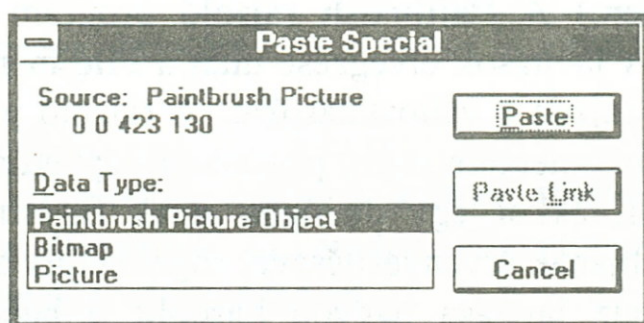 Paste Special
Source: Paintbrush Picture
0 0 423 130
Paste
Data Type:
Paste Link
Paintbrush Picture Object
Bitmap
Picture
Cancel